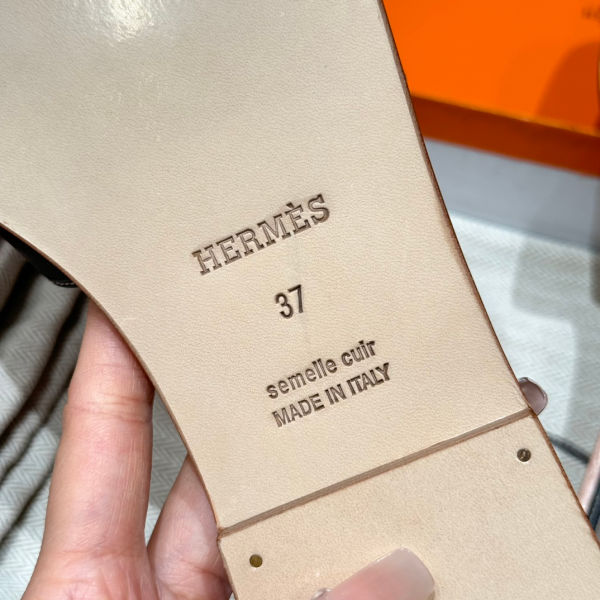 HERMÈS
37
semelle cuir
MADE IN ITALY